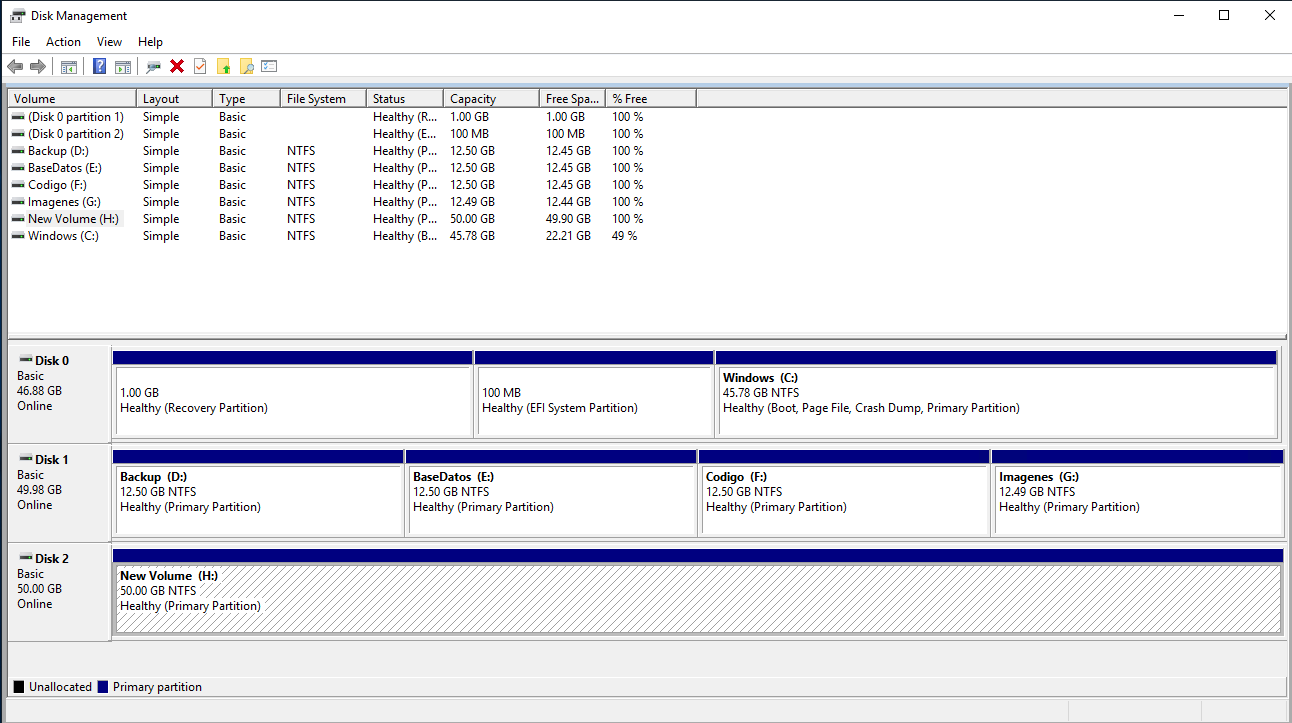 Disk Management
File Action View Help
Volume Layout Type File System Status Capacity Free Spa... % Free
(Disk 0 partition 1) Simple Basic Healthy (R... 1.00 GB 1.00 GB 100 %
(Disk 0 partition 2) Simple Basic Healthy (E... 100 MB 100 MB 100 %
Backup (D:) Simple Basic NTFS Healthy (P... 12.50 GB 12.45 GB 100 %
BaseDatos (E:) Simple Basic NTFS Healthy (P... 12.50 GB 12.45 GB 100 %
Codigo (F:) Simple Basic NTFS Healthy (P... 12.50 GB 12.45 GB 100 %
Imagenes (G:) Simple Basic NTFS Healthy (P... 12.49 GB 12.44 GB 100 %
New Volume (H:) Simple Basic NTFS Healthy (P... 50.00 GB 49.90 GB 100 %
Windows (C:) Simple Basic NTFS Healthy (B... 45.78 GB 22.21 GB 49 %
Disk 0
Basic
46.88 GB
Online
1.00 GB
Healthy (Recovery Partition)
100 MB
Healthy (EFI System Partition)
Windows (C:)
45.78 GB NTFS
Healthy (Boot, Page File, Crash Dump, Primary Partition)
Disk 1
Basic
49.98 GB
Online
Backup (D:)
12.50 GB NTFS
Healthy (Primary Partition)
BaseDatos (E:)
12.50 GB NTFS
Healthy (Primary Partition)
Codigo (F:)
12.50 GB NTFS
Healthy (Primary Partition)
Imagenes (G:)
12.49 GB NTFS
Healthy (Primary Partition)
Disk 2
Basic
50.00 GB
Online
New Volume (H:)
50.00 GB NTFS
Healthy (Primary Partition)
Unallocated Primary partition